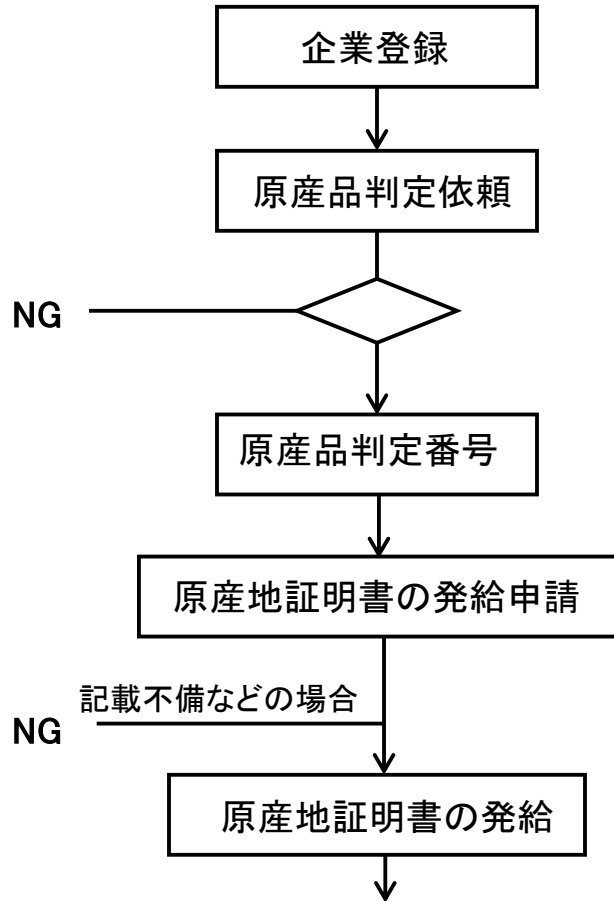 企業登録
原産品判定依頼
NG
原産品判定番号
原産地証明書の発給申請
記載不備などの場合
NG
原産地証明書の発給